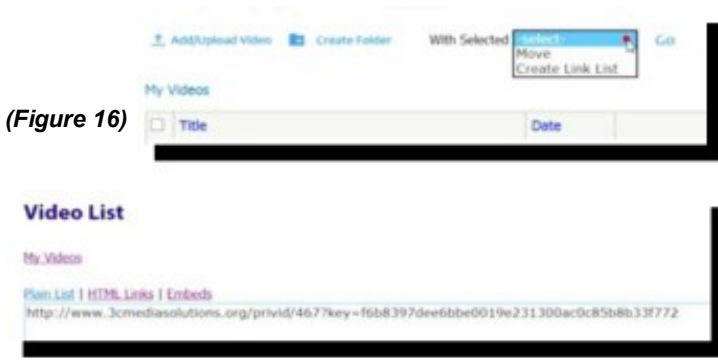 Add/Upload Video Create Folder With Selected -select- Go
Move
Create Link List
My Videos
(Figure 16)
Title Date
Video List
My Videos
Plain List | HTML Links | Embeds
http://www.3cmediasolutions.org/privid/467?key=f6b8397dee6bbe0019e231300ac0c85b8b33f772